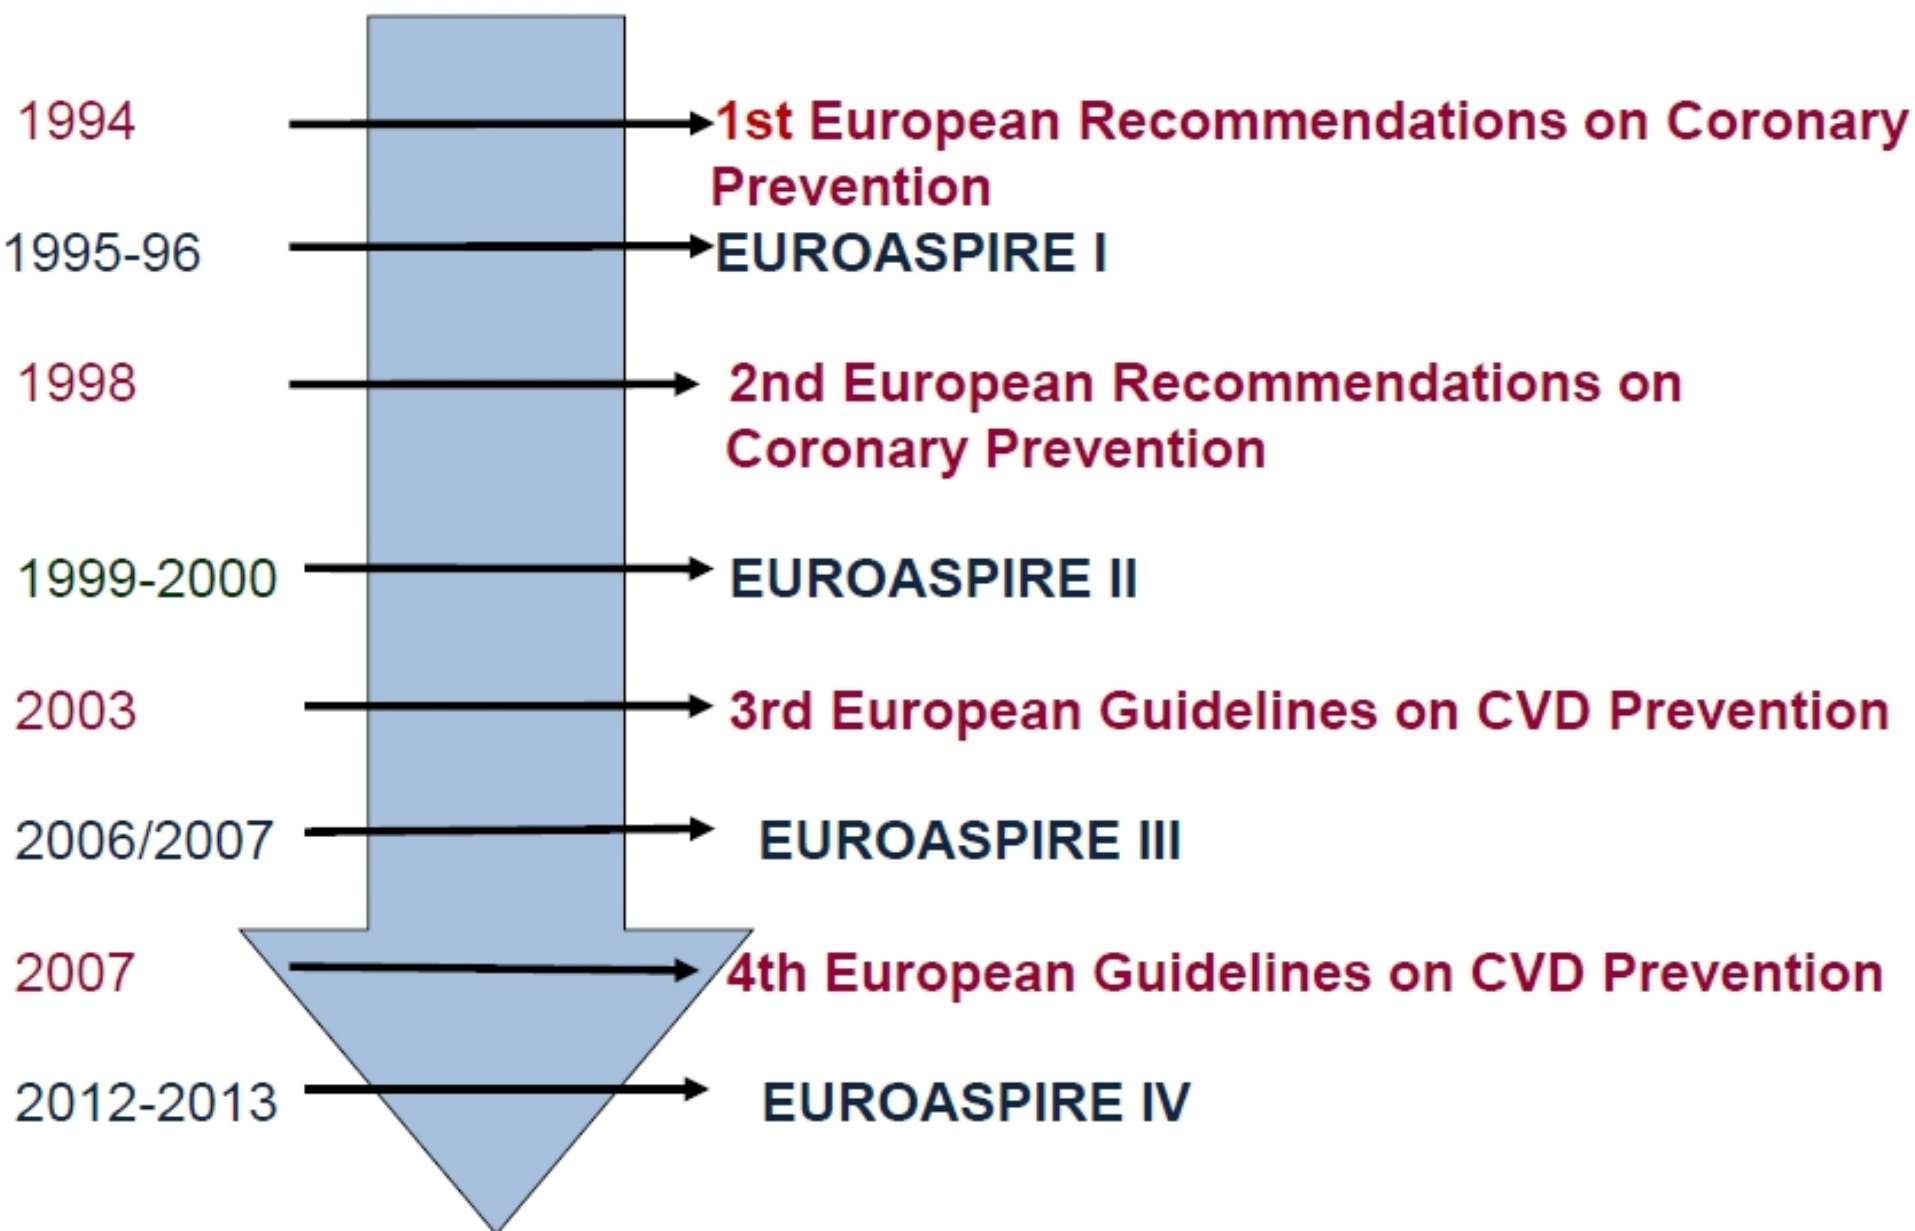 1994 1st European Recommendations on Coronary
Prevention
1995-96 EUROASPIRE I
1998 2nd European Recommendations on
Coronary Prevention
1999-2000 EUROASPIRE II
2003 3rd European Guidelines on CVD Prevention
2006/2007 EUROASPIRE III
2007 4th European Guidelines on CVD Prevention
2012-2013 EUROASPIRE IV